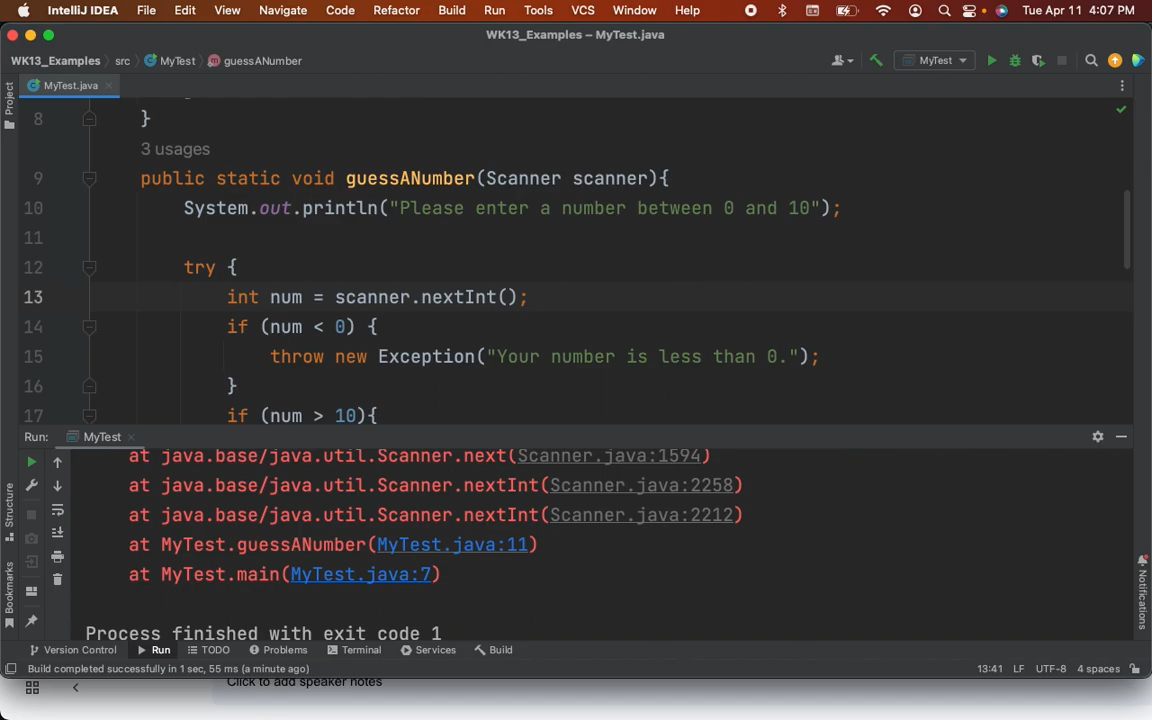 IntelliJ IDEA File Edit View Navigate Code Refactor Build Run Tools VCS Window Help Tue Apr 11 4:07 PM
WK13_Examples – MyTest.java
WK13_Examples src MyTest guessANumber MyTest
Project
MyTest.java
8 }
3 usages
9 public static void guessANumber(Scanner scanner){
10 System.out.println("Please enter a number between 0 and 10");
11
12 try {
13 int num = scanner.nextInt();
14 if (num < 0) {
15 throw new Exception("Your number is less than 0.");
16 }
17 if (num > 10){
Run: MyTest
at java.base/java.util.Scanner.next(Scanner.java:1594)
at java.base/java.util.Scanner.nextInt(Scanner.java:2258)
at java.base/java.util.Scanner.nextInt(Scanner.java:2212)
at MyTest.guessANumber(MyTest.java:11)
at MyTest.main(MyTest.java:7)
Process finished with exit code 1
Structure
Bookmarks
Notifications
Version Control Run TODO Problems Terminal Services Build
Build completed successfully in 1 sec, 55 ms (a minute ago) 13:41 LF UTF-8 4 spaces
Click to add speaker notes